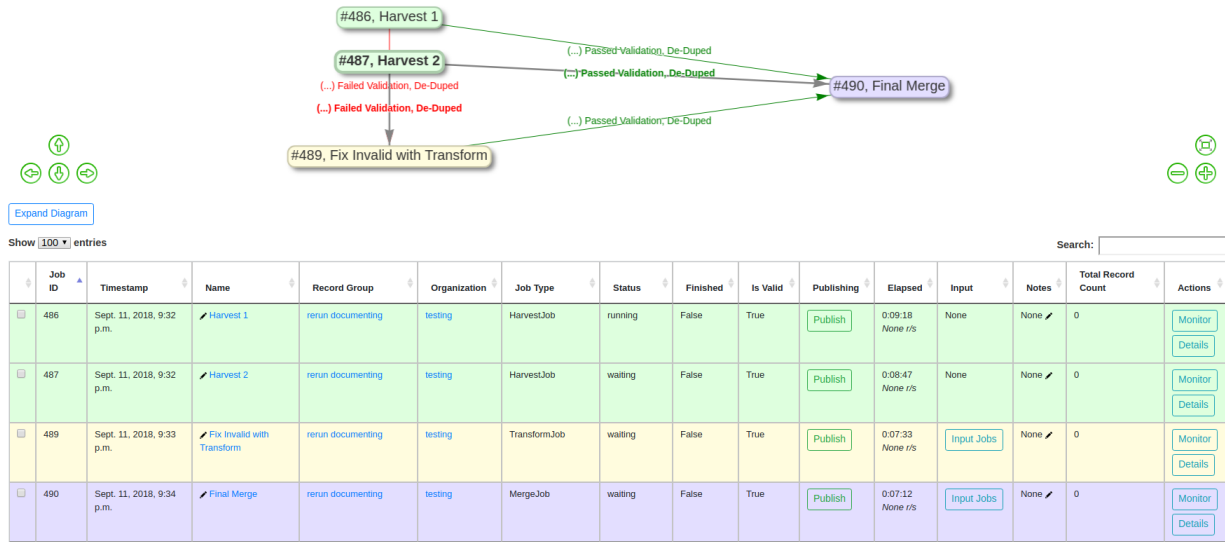 #486, Harvest 1
(...) Passed Validation, De-Duped
#487, Harvest 2
(...) Passed Validation, De-Duped
(...) Failed Validation, De-Duped
#490, Final Merge
(...) Failed Validation, De-Duped
(...) Passed Validation, De-Duped
#489, Fix Invalid with Transform
Expand Diagram
Show 100 entries
Search:
Job ID Timestamp Name Record Group Organization Job Type Status Finished Is Valid Publishing Elapsed Input Notes Total Record Count Actions
486 Sept. 11, 2018, 9:32 p.m. Harvest 1 rerun documenting testing HarvestJob running False True Publish 0:09:18 None r/s None None 0 Monitor Details
487 Sept. 11, 2018, 9:32 p.m. Harvest 2 rerun documenting testing HarvestJob waiting False True Publish 0:08:47 None r/s None None 0 Monitor Details
489 Sept. 11, 2018, 9:33 p.m. Fix Invalid with Transform rerun documenting testing TransformJob waiting False True Publish 0:07:33 None r/s Input Jobs None 0 Monitor Details
490 Sept. 11, 2018, 9:34 p.m. Final Merge rerun documenting testing MergeJob waiting False True Publish 0:07:12 None r/s Input Jobs None 0 Monitor Details